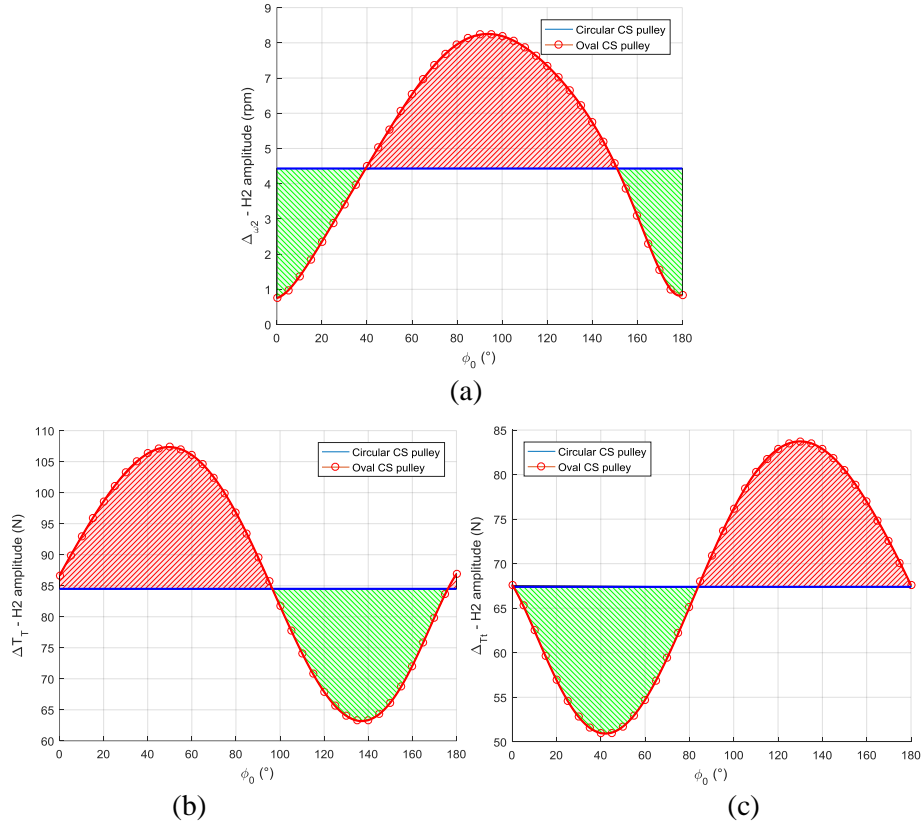 9
8
7
6
5
4
3
2
1
0
Δω2 - H2 amplitude (rpm)
Circular CS pulley
Oval CS pulley
0 20 40 60 80 100 120 140 160 180
ϕ0 (°)
(a)
110
105
100
95
90
85
80
75
70
65
60
ΔTT - H2 amplitude (N)
Circular CS pulley
Oval CS pulley
0 20 40 60 80 100 120 140 160 180
ϕ0 (°)
(b)
85
80
75
70
65
60
55
50
ΔTt - H2 amplitude (N)
Circular CS pulley
Oval CS pulley
0 20 40 60 80 100 120 140 160 180
ϕ0 (°)
(c)